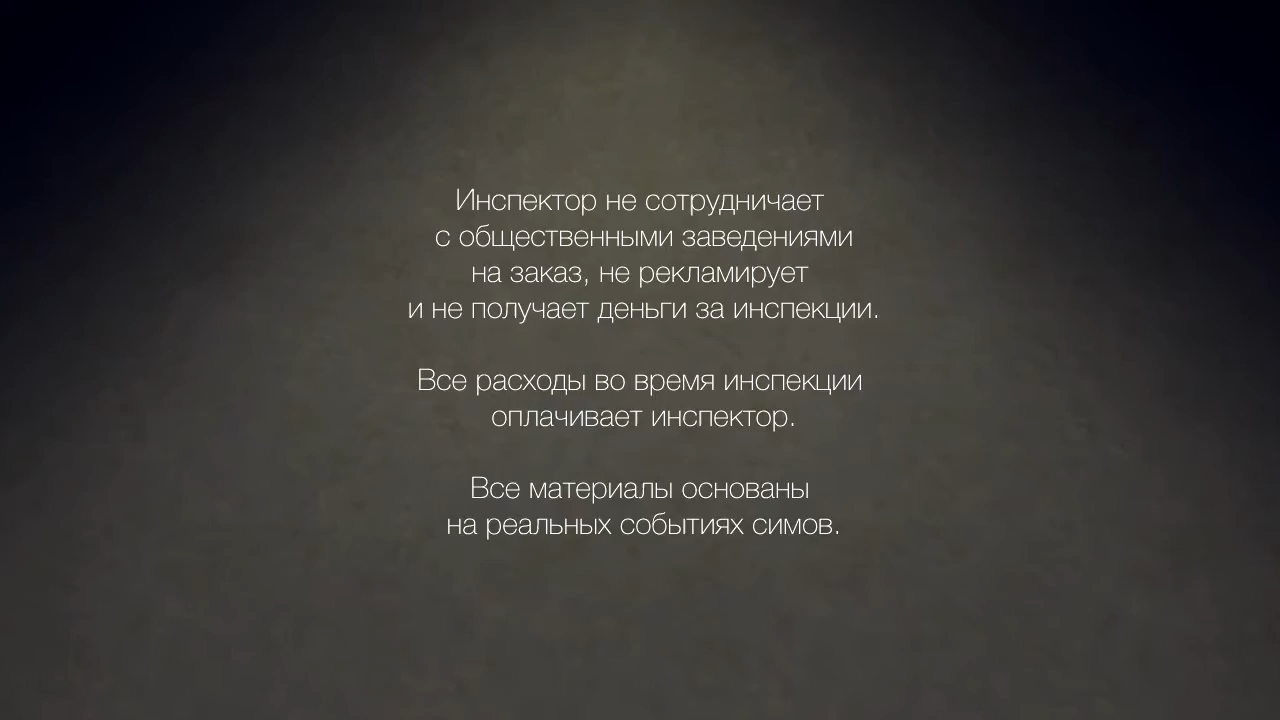 Инспектор не сотрудничает
с общественными заведениями
на заказ, не рекламирует
и не получает деньги за инспекции.
Все расходы во время инспекции
оплачивает инспектор.
Все материалы основаны
на реальных событиях симов.